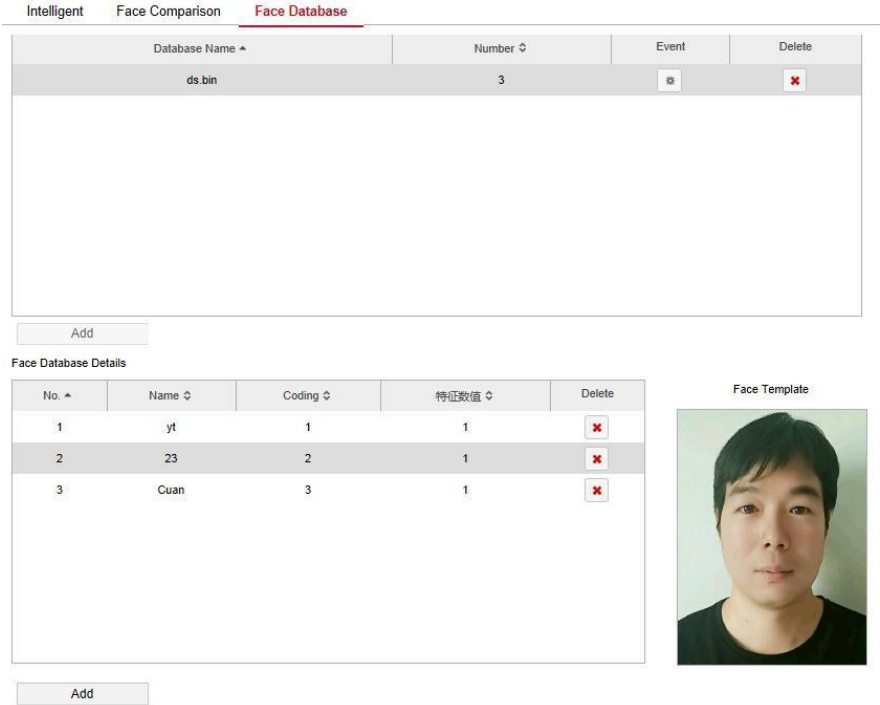 Intelligent Face Comparison Face Database
Database Name Number Event Delete
ds.bin 3
Add
Face Database Details
No. Name Coding 特征数值 Delete
Face Template
1 yt 1 1
2 23 2 1
3 Cuan 3 1
Add